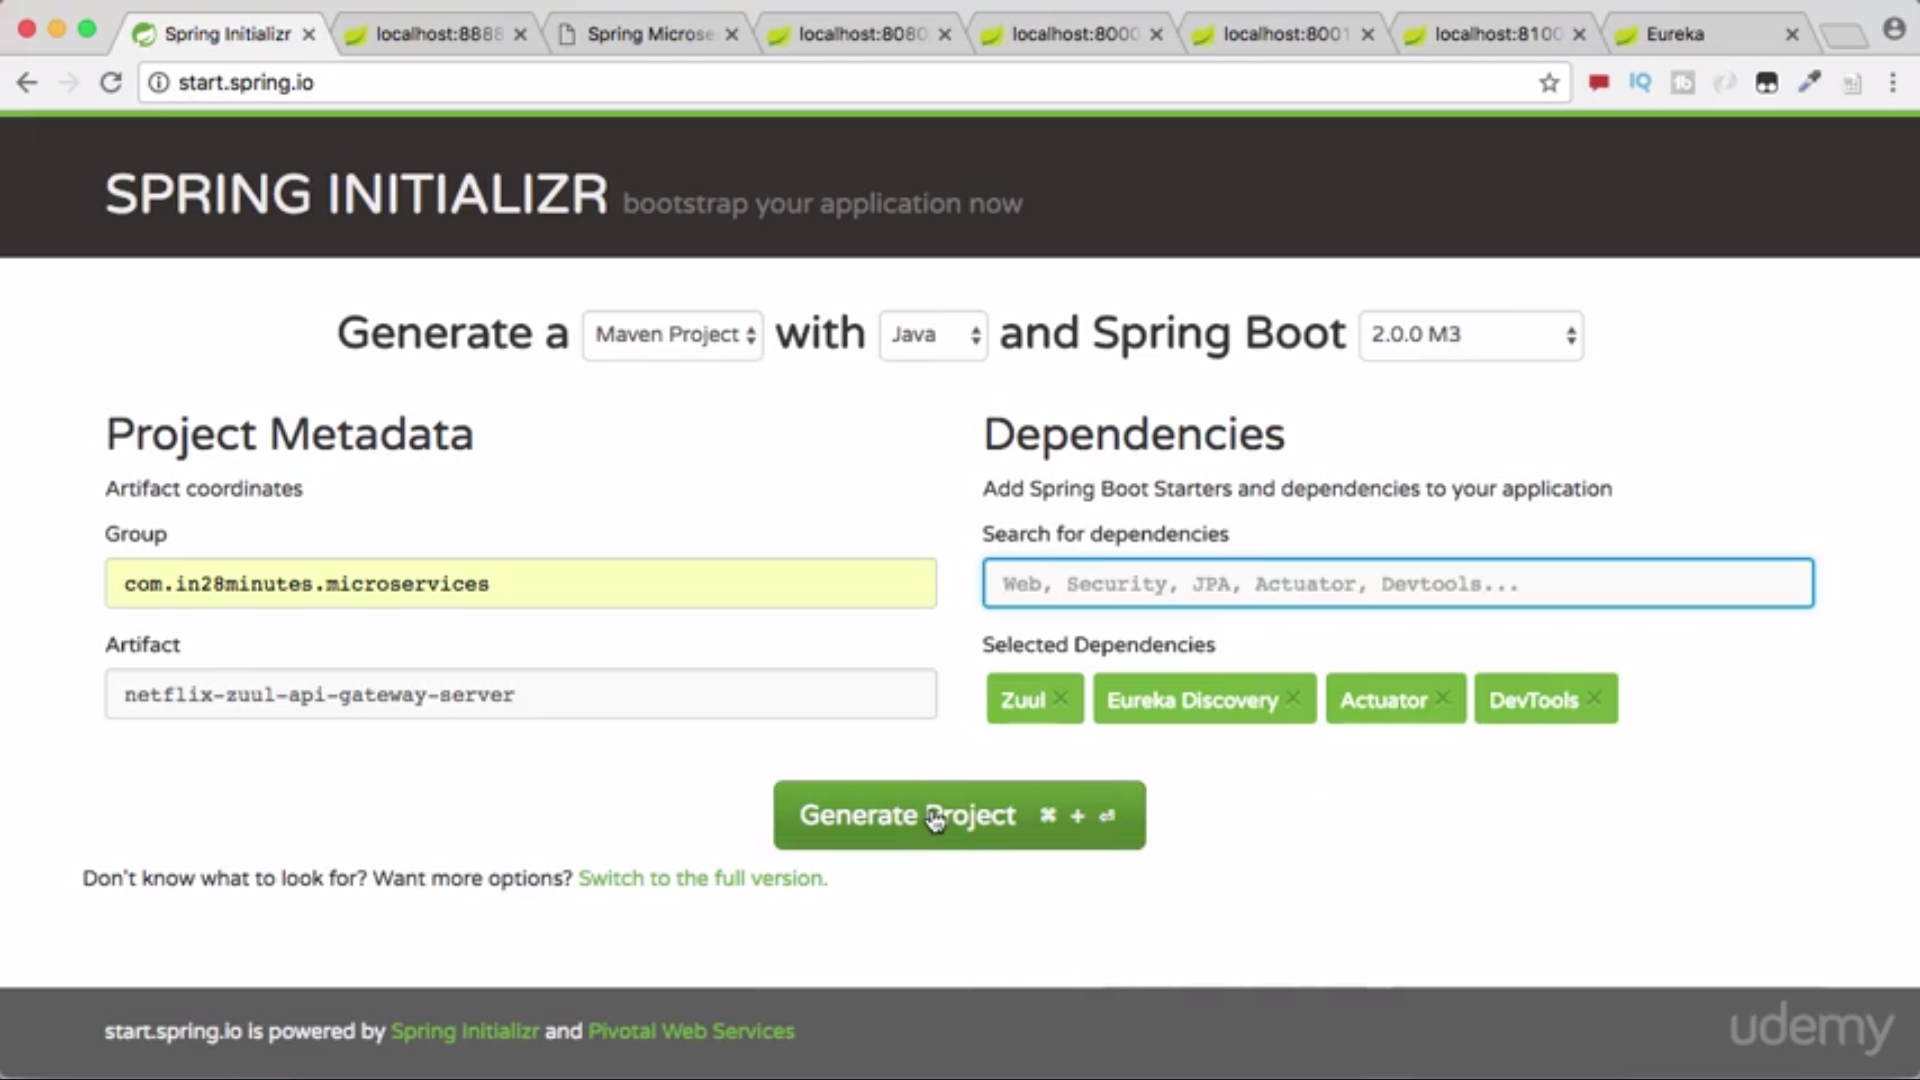 Spring Initializr
localhost:8888
Spring Microse
localhost:8080
localhost:8000
localhost:8001
localhost:8100
Eureka
start.spring.io
IQ
SPRING INITIALIZR bootstrap your application now
Generate a Maven Project with Java and Spring Boot 2.0.0 M3
Project Metadata
Artifact coordinates
Group
com.in28minutes.microservices
Artifact
netflix-zuul-api-gateway-server
Dependencies
Add Spring Boot Starters and dependencies to your application
Search for dependencies
Web, Security, JPA, Actuator, Devtools...
Selected Dependencies
Zuul Eureka Discovery Actuator DevTools
Generate Project ⌘ + ⏎
Don't know what to look for? Want more options? Switch to the full version.
start.spring.io is powered by Spring Initializr and Pivotal Web Services
udemy